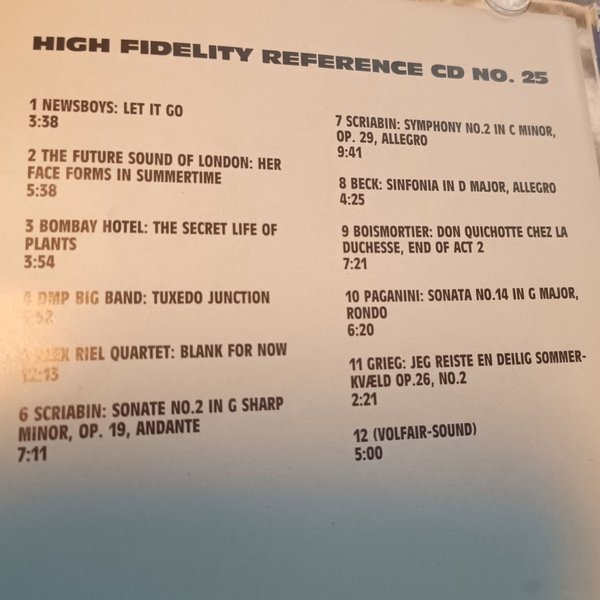 HIGH FIDELITY REFERENCE CD NO. 25
1 NEWSBOYS: LET IT GO
3:38
2 THE FUTURE SOUND OF LONDON: HER
FACE FORMS IN SUMMERTIME
5:38
3 BOMBAY HOTEL: THE SECRET LIFE OF
PLANTS
3:54
4 DMP BIG BAND: TUXEDO JUNCTION
:52
ALEX RIEL QUARTET: BLANK FOR NOW
12:13
6 SCRIABIN: SONATE NO.2 IN G SHARP
MINOR, OP. 19, ANDANTE
7:11
7 SCRIABIN: SYMPHONY NO.2 IN C MINOR,
OP. 29, ALLEGRO
9:41
8 BECK: SINFONIA IN D MAJOR, ALLEGRO
4:25
9 BOISMORTIER: DON QUICHOTTE CHEZ LA
DUCHESSE, END OF ACT 2
7:21
10 PAGANINI: SONATA NO.14 IN G MAJOR,
RONDO
6:20
11 GRIEG: JEG REISTE EN DEILIG SOMMER-
KVÆLD OP.26, NO.2
2:21
12 (VOLFAIR-SOUND)
5:00